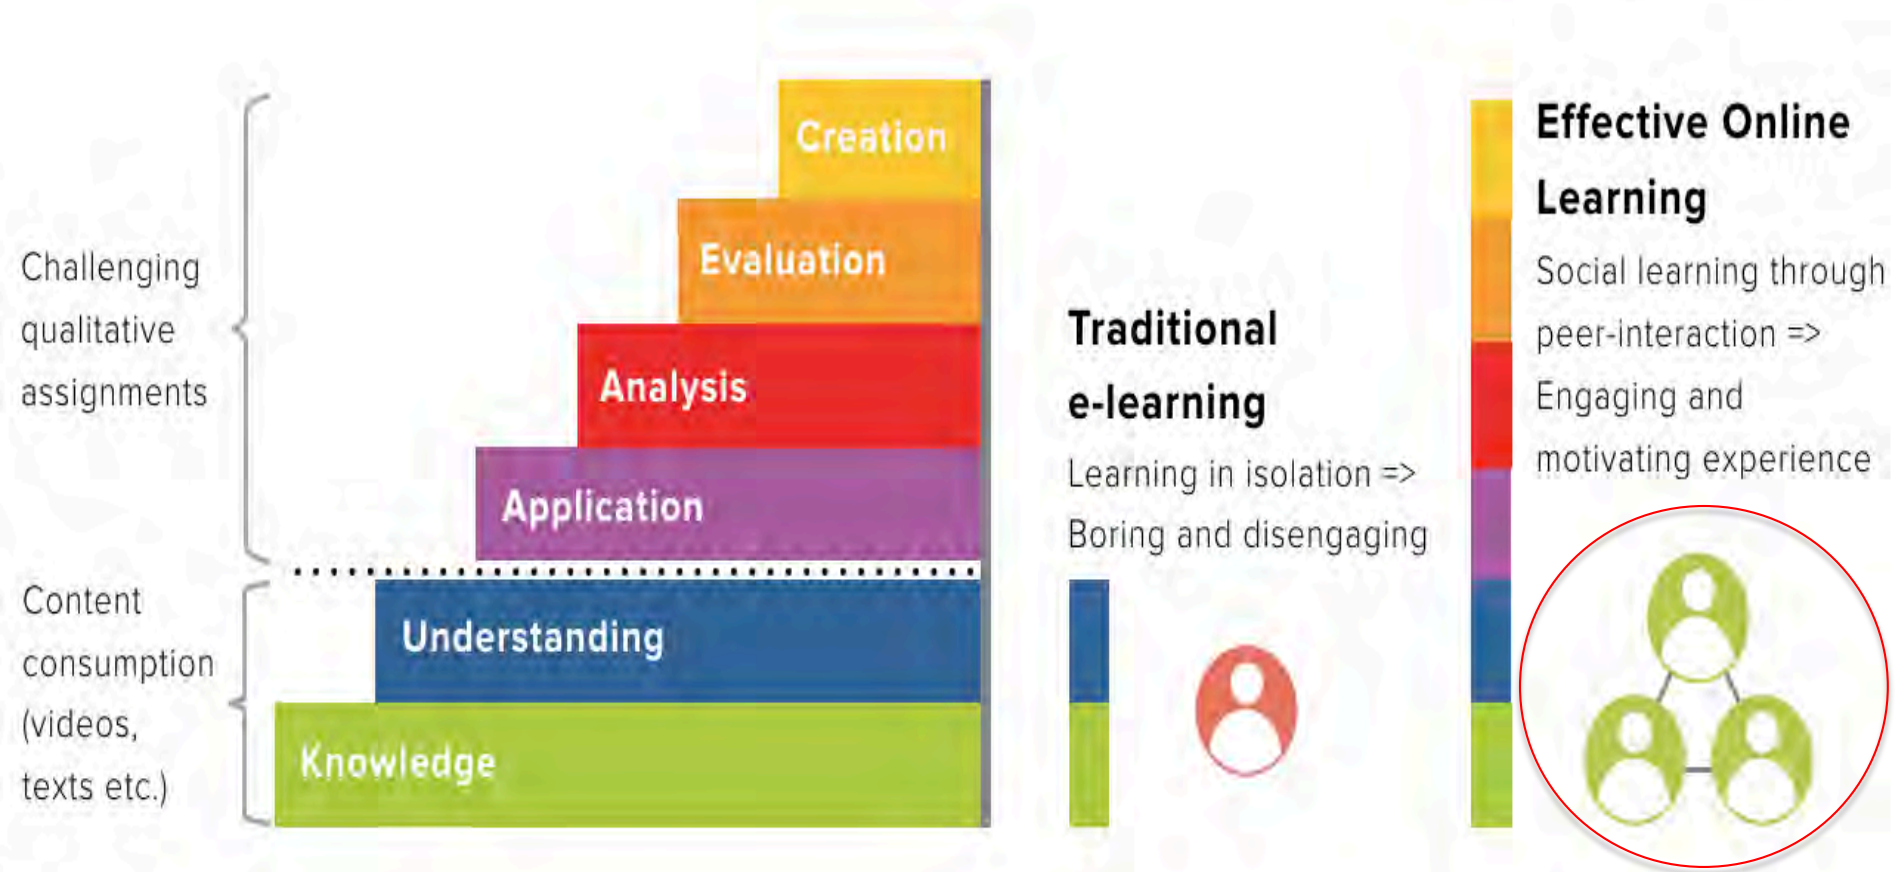 Challenging
qualitative
assignments
Content
consumption
(videos,
texts etc.)
Creation
Evaluation
Analysis
Application
Understanding
Knowledge
Traditional
e-learning
Learning in isolation =>
Boring and disengaging
Effective Online
Learning
Social learning through
peer-interaction =>
Engaging and
motivating experience